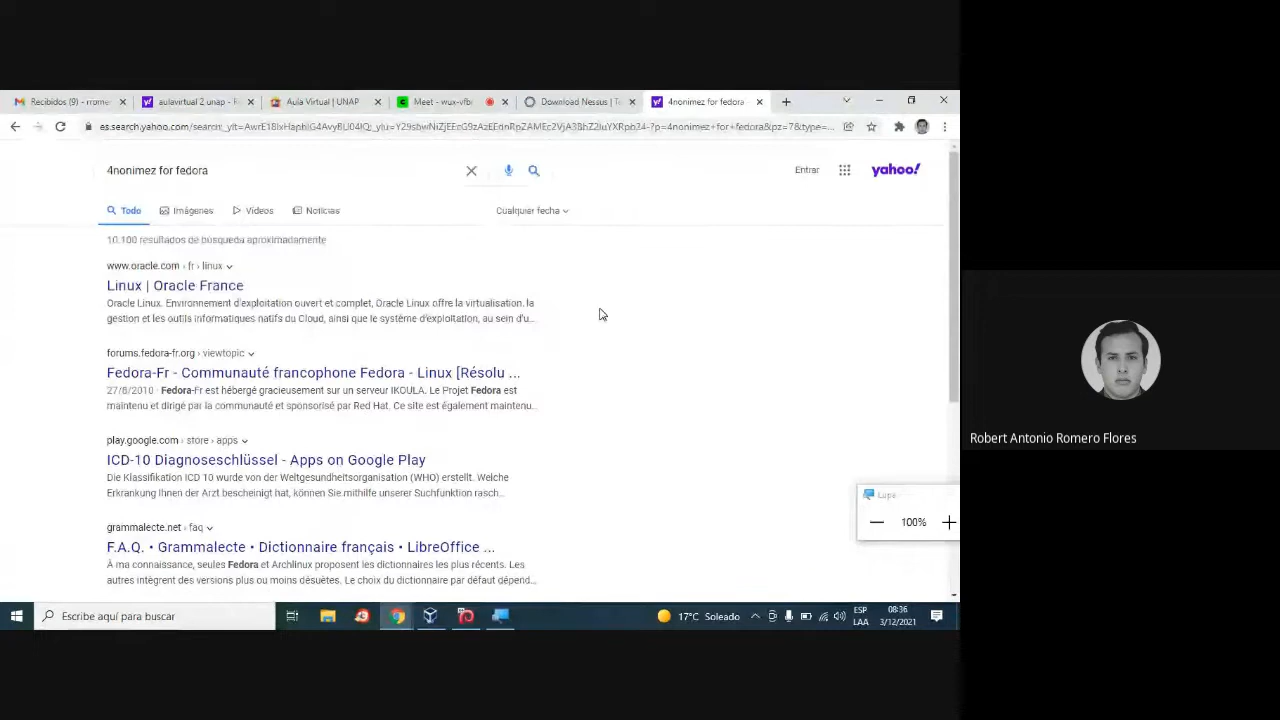 Recibidos (9) - rrome
aulavirtual 2 unap - 
Aula Virtual | UNAP
Meet - wux-vfb
Download Nessus | T
4nonimez for fedora
4nonimez for fedora
Entrar
yahoo!
Todo
Imágenes
Vídeos
Noticias
Cualquier fecha
10.100 resultados de búsqueda aproximadamente
www.oracle.com › fr › linux
Linux | Oracle France
Oracle Linux. Environnement d'exploitation ouvert et complet, Oracle Linux offre la virtualisation, la
gestion et les outils informatiques natifs du Cloud, ainsi que le système d'exploitation, au sein d'u...
forums.fedora-fr.org › viewtopic
Fedora-Fr - Communauté francophone Fedora - Linux [Résolu ...
27/8/2010 · Fedora-Fr est hébergé gracieusement sur un serveur IKOULA. Le Projet Fedora est
maintenu et dirigé par la communauté et sponsorisé par Red Hat. Ce site est également maintenu...
play.google.com › store › apps
ICD-10 Diagnoseschlüssel - Apps on Google Play
Die Klassifikation ICD 10 wurde von der Weltgesundheitsorganisation (WHO) erstellt. Welche
Erkrankung Ihnen der Arzt bescheinigt hat, können Sie mithilfe unserer Suchfunktion rasch...
grammalecte.net › faq
F.A.Q. • Grammalecte • Dictionnaire français • LibreOffice ...
À ma connaissance, seules Fedora et Archlinux proposent les dictionnaires les plus récents. Les
autres intègrent des versions plus ou moins désuètes. Le choix du dictionnaire par défaut dépend...
Lupa
100%
Robert Antonio Romero Flores
Escribe aquí para buscar
17°C Soleado
ESP
LAA
08:36
3/12/2021